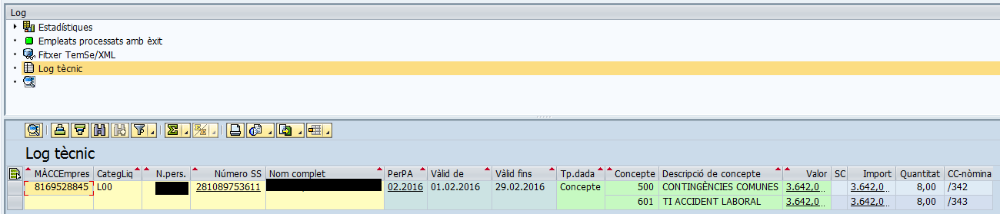 Log
Estadístiques
Empleats processats amb èxit
Fitxer TemSe/XML
Log tècnic
Log tècnic
MÀCCEmpres CategLiq N.pers. Número SS Nom complet PerPA Vàlid de Vàlid fins Tp.dada Concepte Descripció de concepte Valor SC Import Quantitat CC-nòmina
8169528845 L00 281089753611 02.2016 01.02.2016 29.02.2016 Concepte 500 CONTINGÈNCIES COMUNES 3.642,0... 3.642,0... 8,00 /342
601 TI ACCIDENT LABORAL 3.642,0... 3.642,0... 8,00 /343